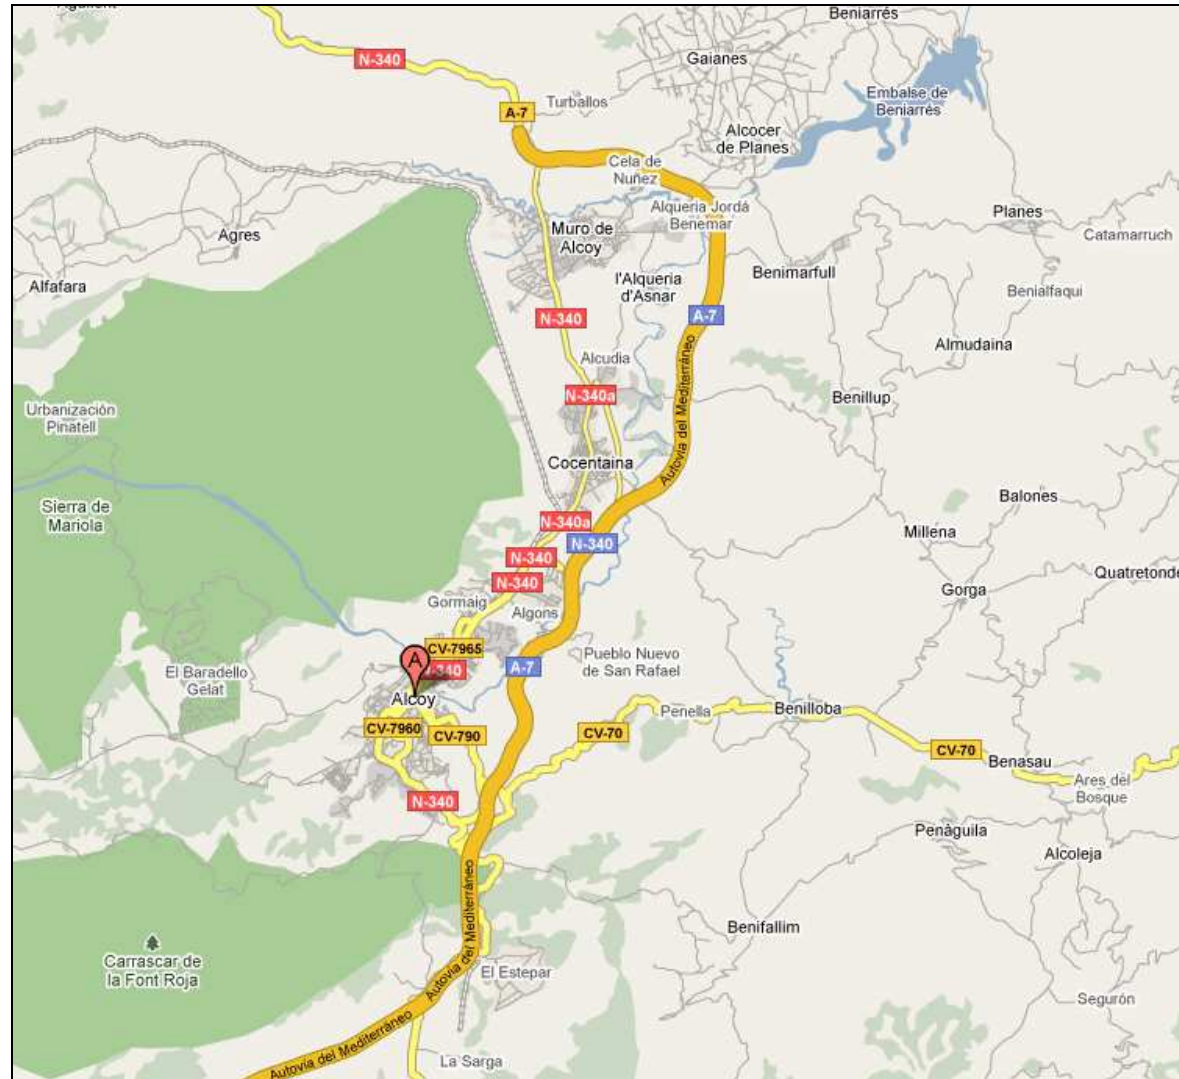 Agullent
Beniarrés
N-340
Gaianes
Embalse de
Beniarrés
Turballos
A-7
Alcocer
de Planes
Cela de
Nuñez
Alqueria Jordá
Benemar
Planes
Muro de
Alcoy
Agres
Catamarruch
Benimarfull
l'Alqueria
d'Asnar
Alfafara
Benialfaqui
N-340
A-7
Almudaina
Alcudia
N-340a
Benillup
Autovía del Mediterráneo
Urbanización
Pinatell
Cocentaina
Balones
Sierra de
Mariola
N-340a
Millena
N-340
N-340
Quatretonde
N-340
Gorga
Gormaig
Algons
CV-7965
Pueblo Nuevo
de San Rafael
A
N-340
A-7
El Baradello
Gelat
Alcoy
Penella
Benilloba
CV-7960
CV-790
CV-70
CV-70
Benasau
Ares del
Bosque
N-340
Penàguila
Alcoleja
Autovía del Mediterráneo
Benifallim
Carrascar de
la Font Roja
El Estepar
Segurón
Autovía del Mediterráneo
La Sarga